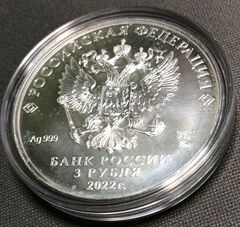 РОССИЙСКАЯ ФЕДЕРАЦИЯ
Ag 999
БАНК РОССИИ
3 РУБЛЯ
2022 г.